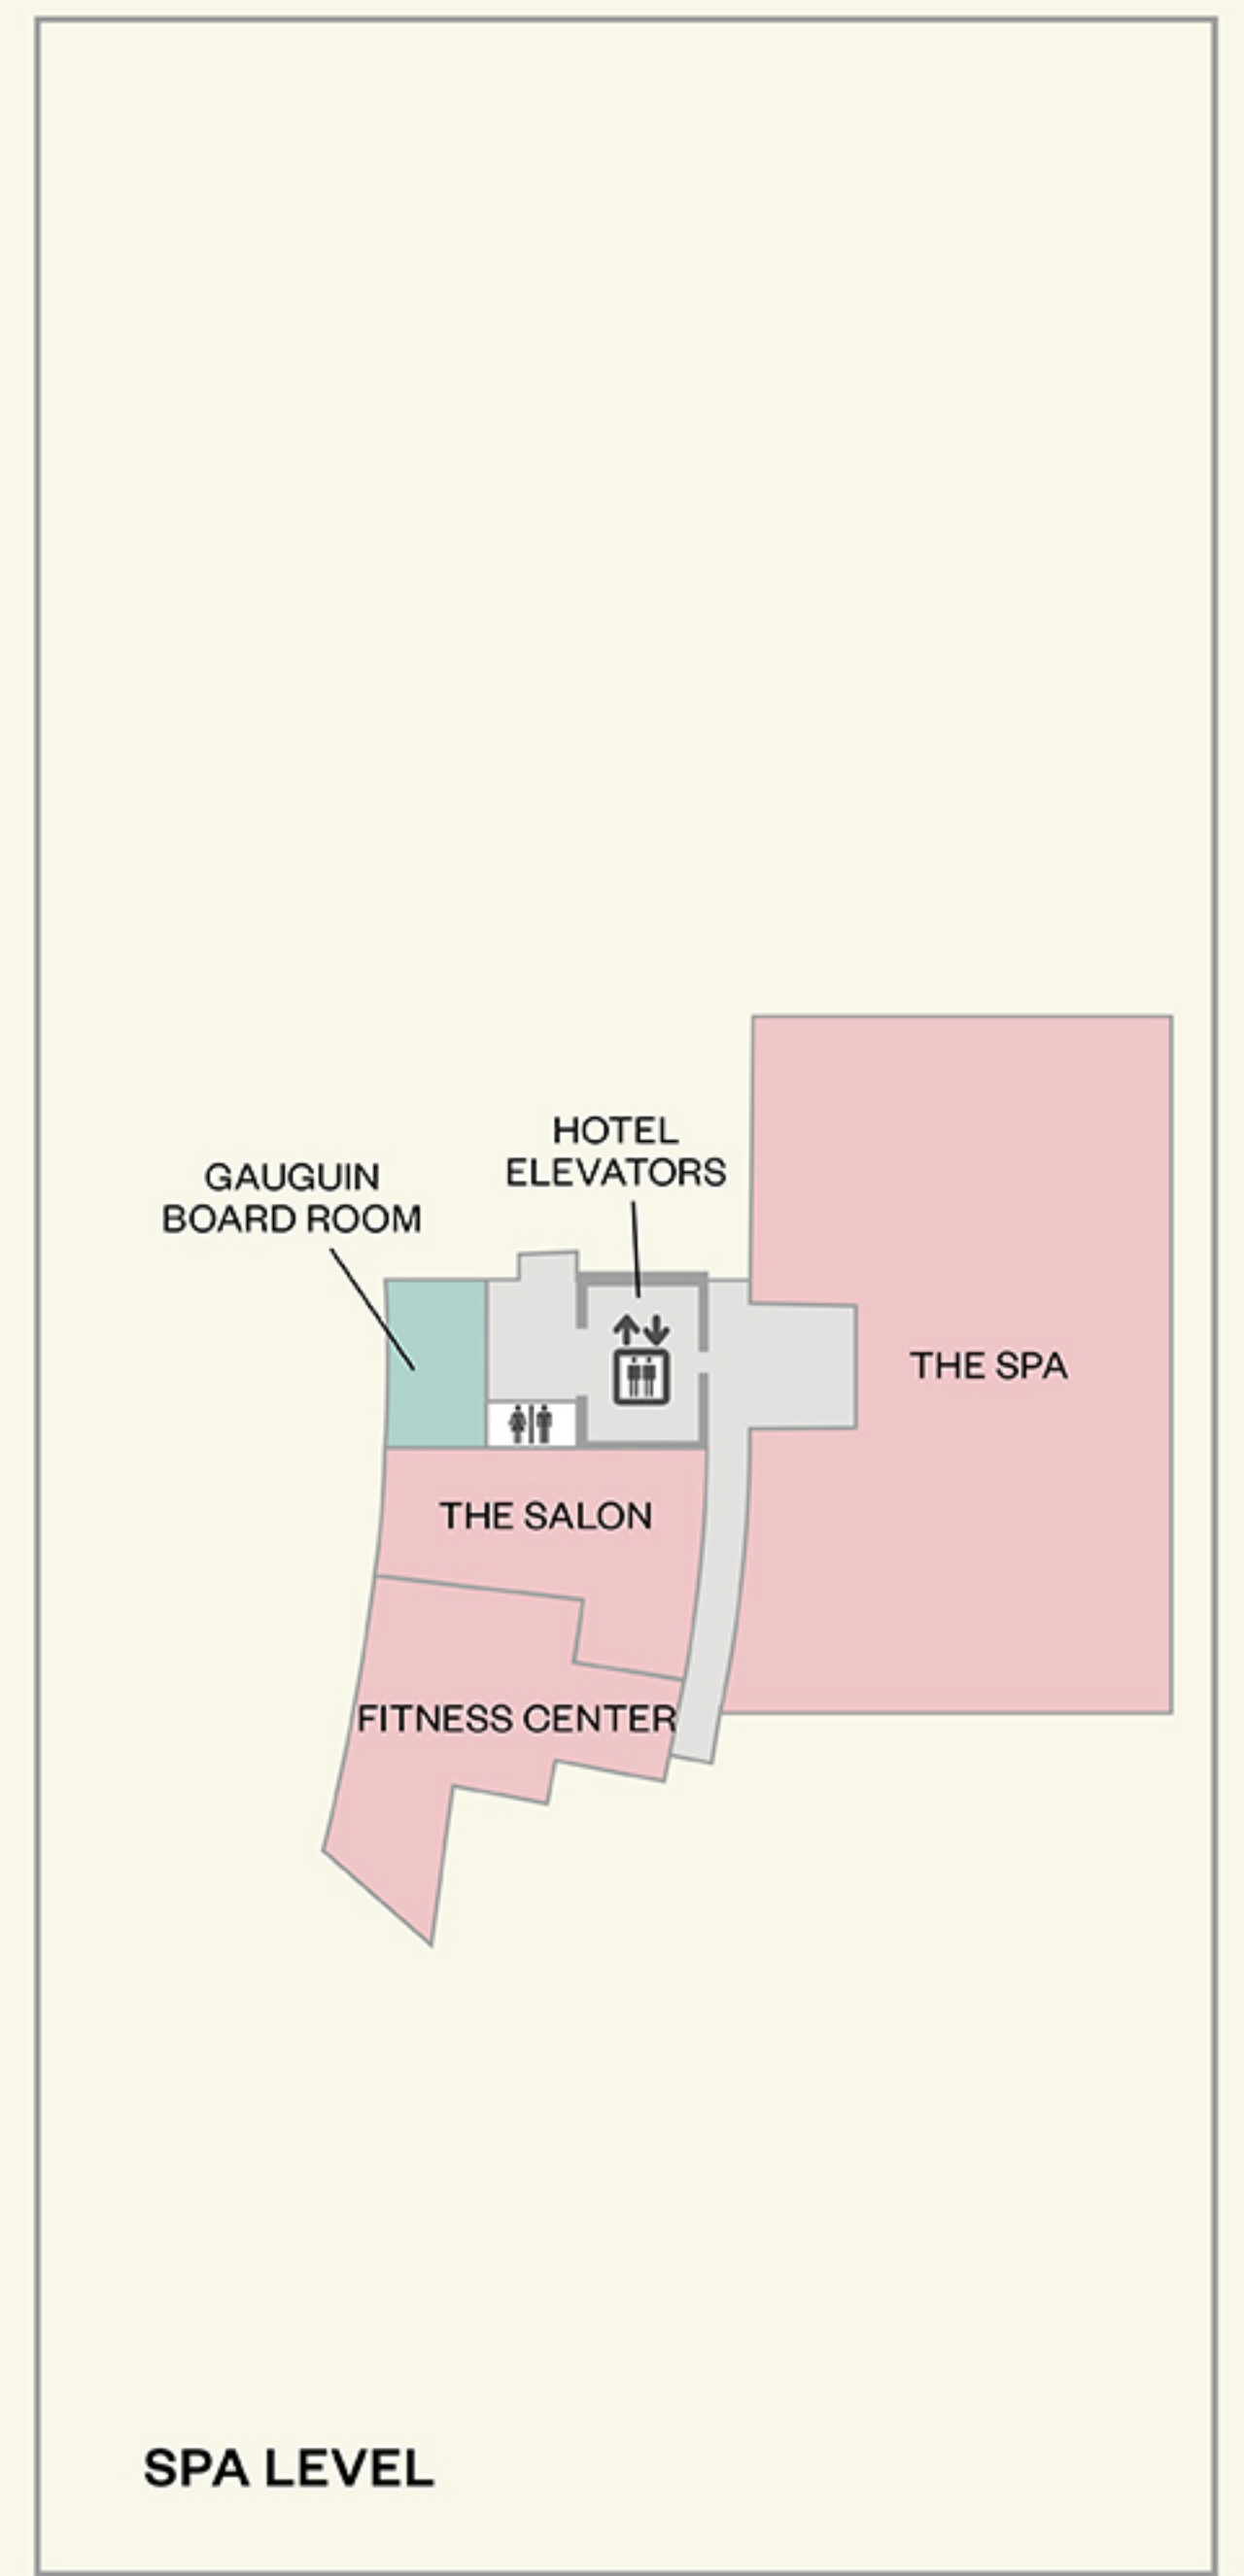 HOTEL
ELEVATORS
GAUGUIN
BOARD ROOM
THE SPA
THE SALON
FITNESS CENTER
SPA LEVEL